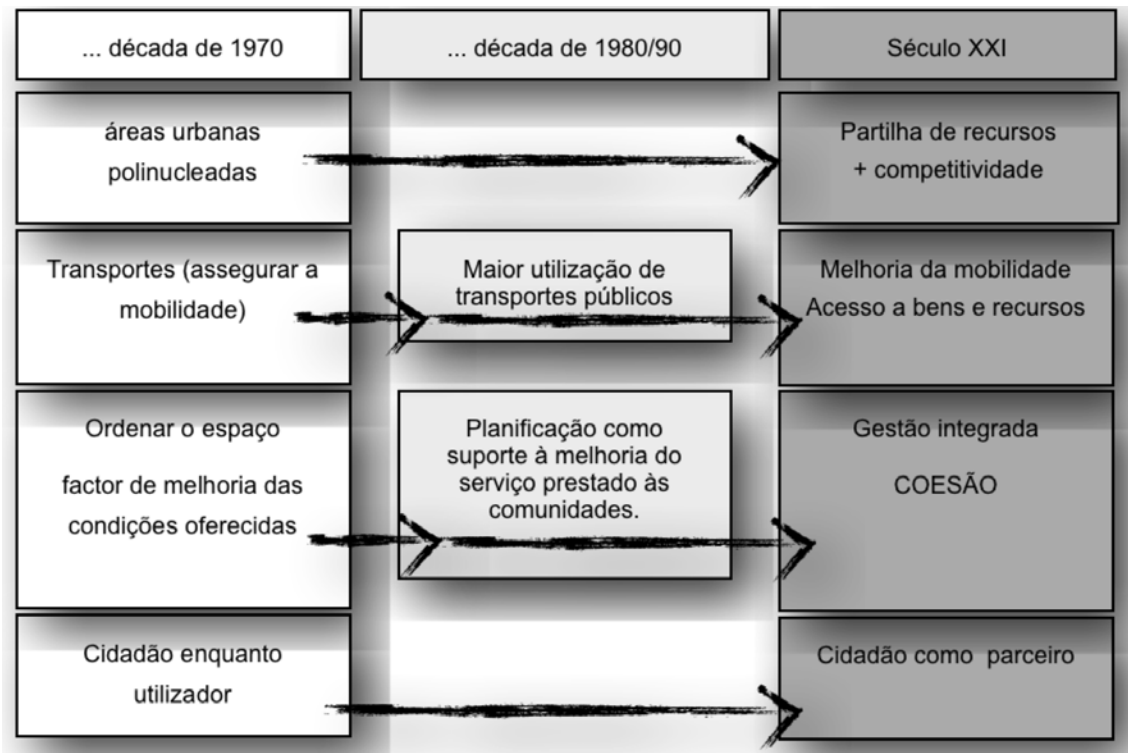 ... década de 1970
... década de 1980/90
Século XXI
áreas urbanas
polinucleadas
Partilha de recursos
+ competitividade
Transportes (assegurar a
mobilidade)
Maior utilização de
transportes públicos
Melhoria da mobilidade
Acesso a bens e recursos
Ordenar o espaço
factor de melhoria das
condições oferecidas
Planificação como
suporte à melhoria do
serviço prestado às
comunidades.
Gestão integrada
COESÃO
Cidadão enquanto
utilizador
Cidadão como parceiro